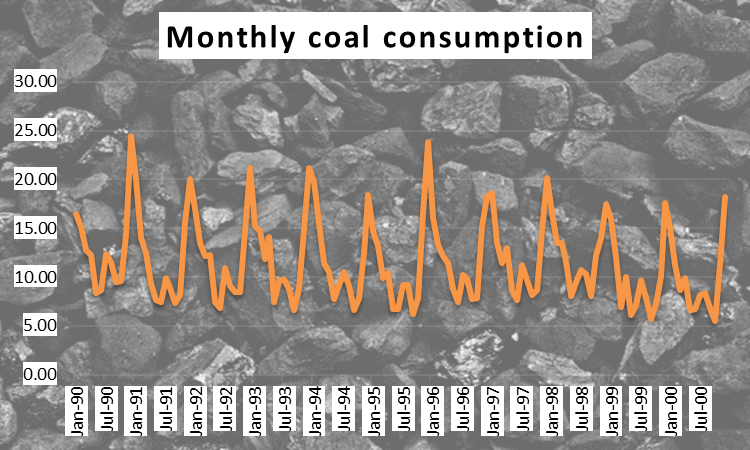 Monthly coal consumption
30.00
25.00
20.00
15.00
10.00
5.00
0.00
Jan-90
Jul-90
Jan-91
Jul-91
Jan-92
Jul-92
Jan-93
Jul-93
Jan-94
Jul-94
Jan-95
Jul-95
Jan-96
Jul-96
Jan-97
Jul-97
Jan-98
Jul-98
Jan-99
Jul-99
Jan-00
Jul-00